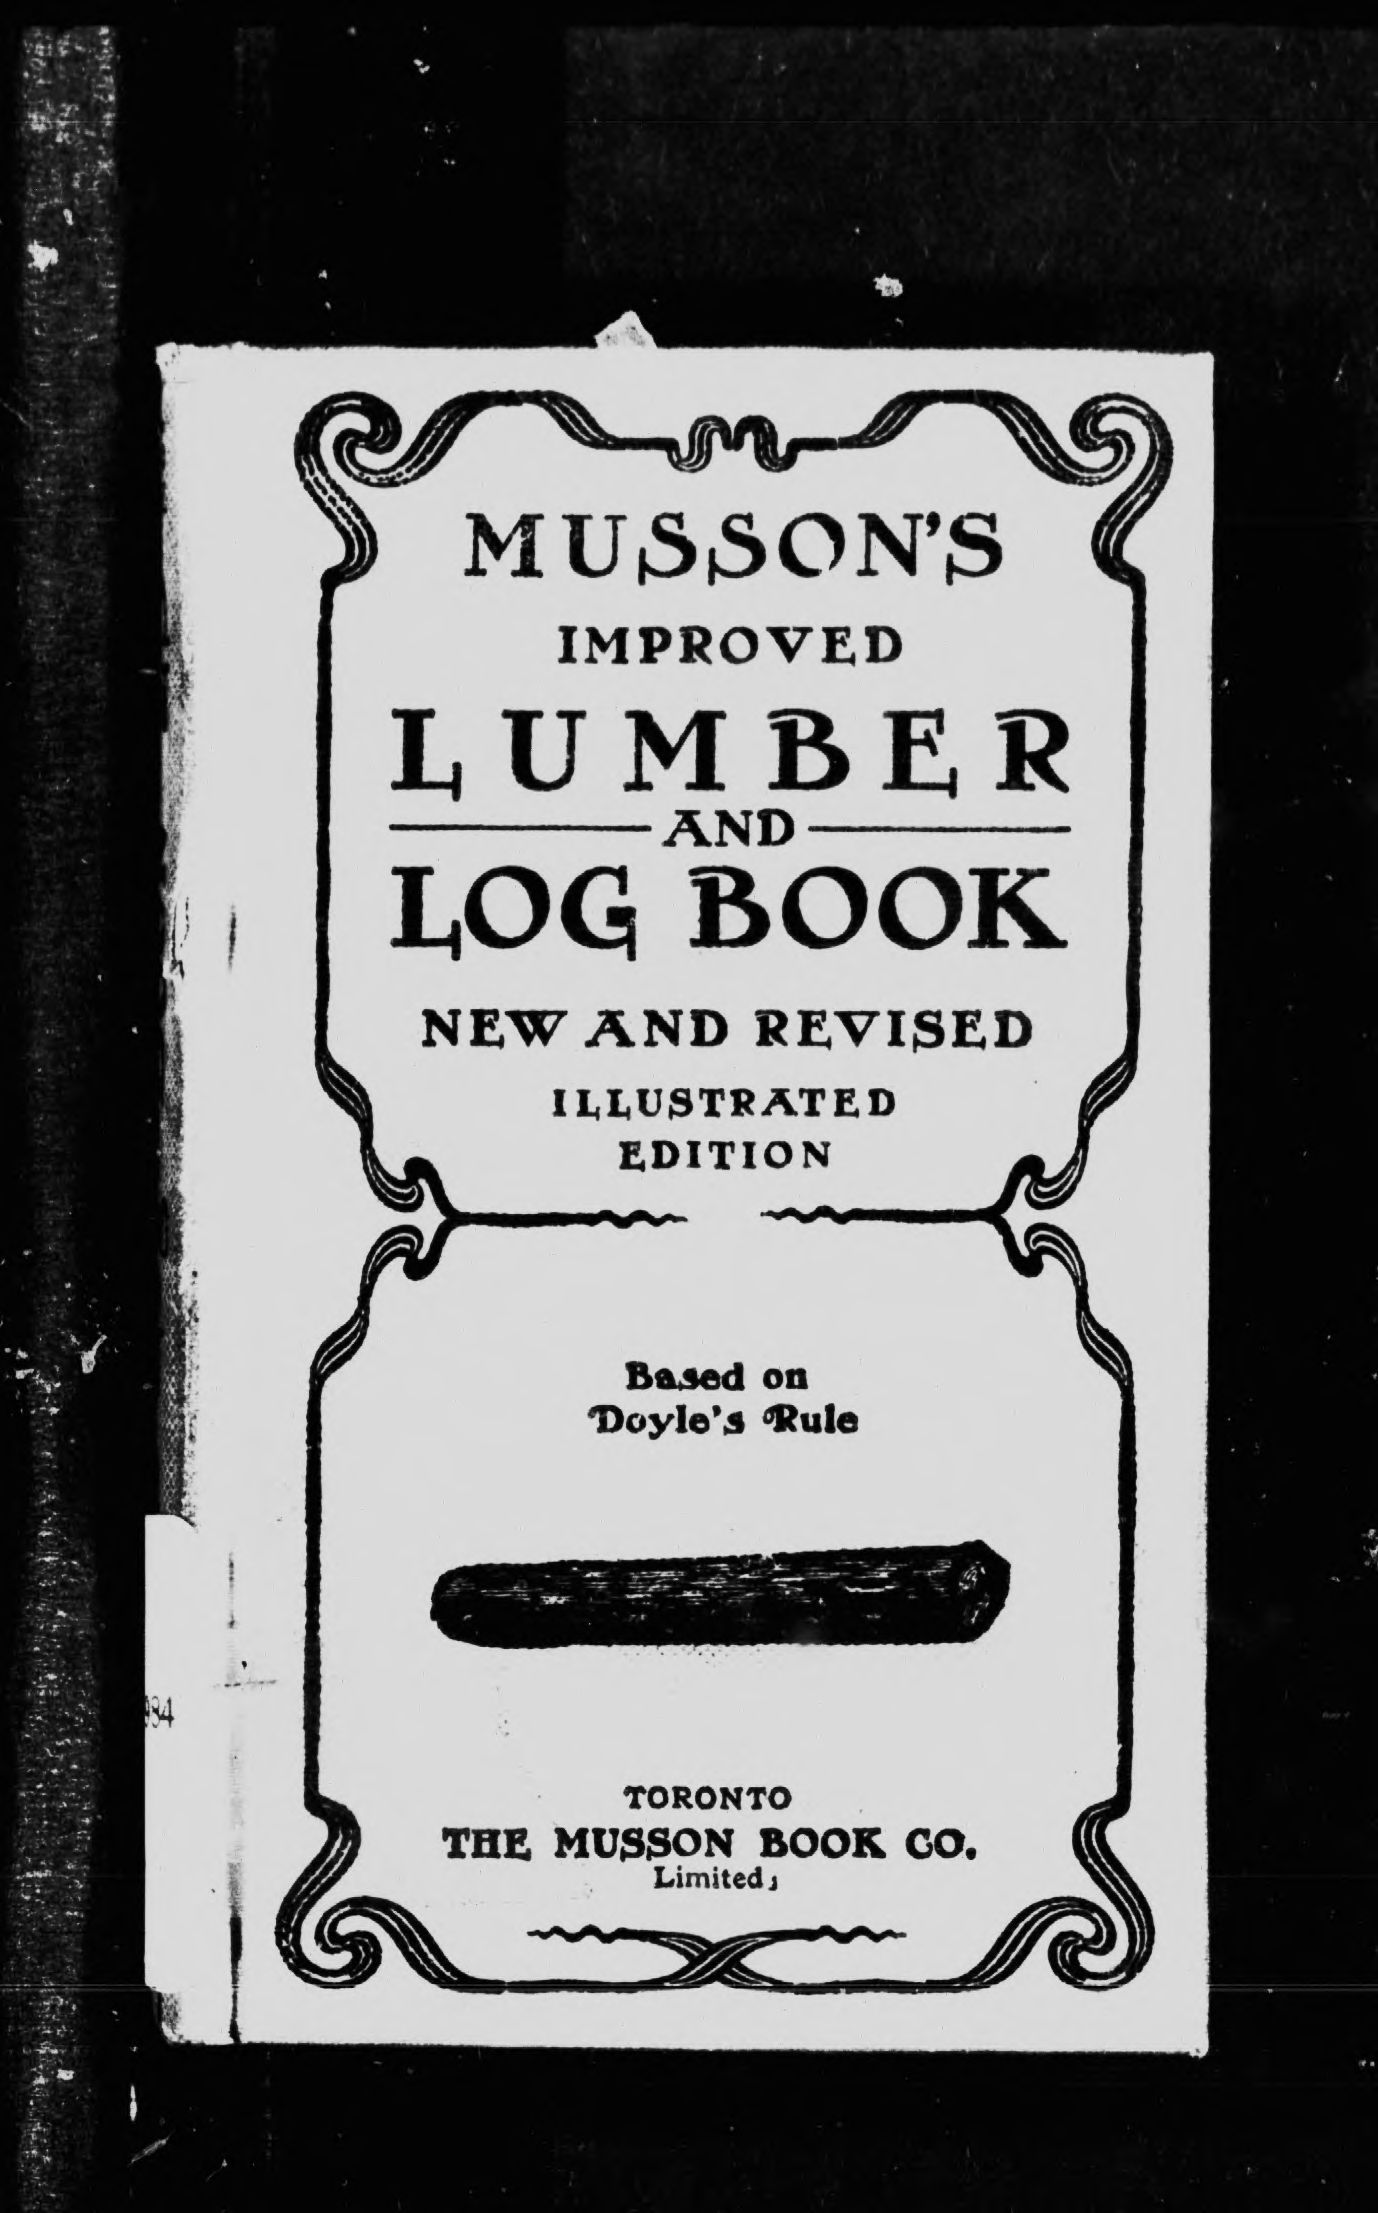 MUSSON'S
IMPROVED
LUMBER
AND
LOG BOOK
NEW AND REVISED
ILLUSTRATED
EDITION
Based on
Doyle's Rule
TORONTO
THE MUSSON BOOK CO.
Limited